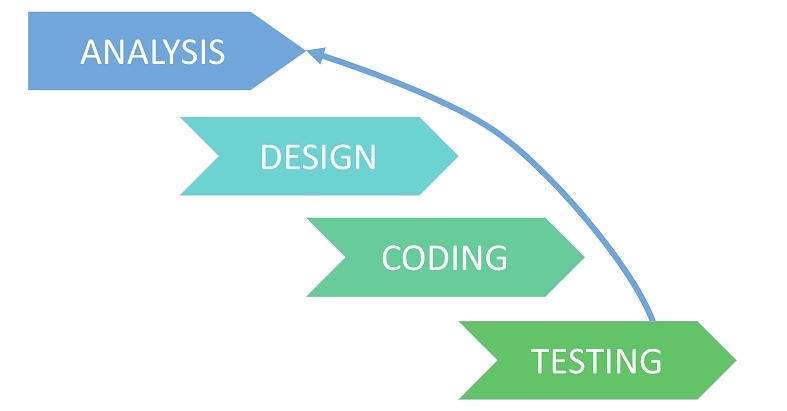 ANALYSIS
DESIGN
CODING
TESTING